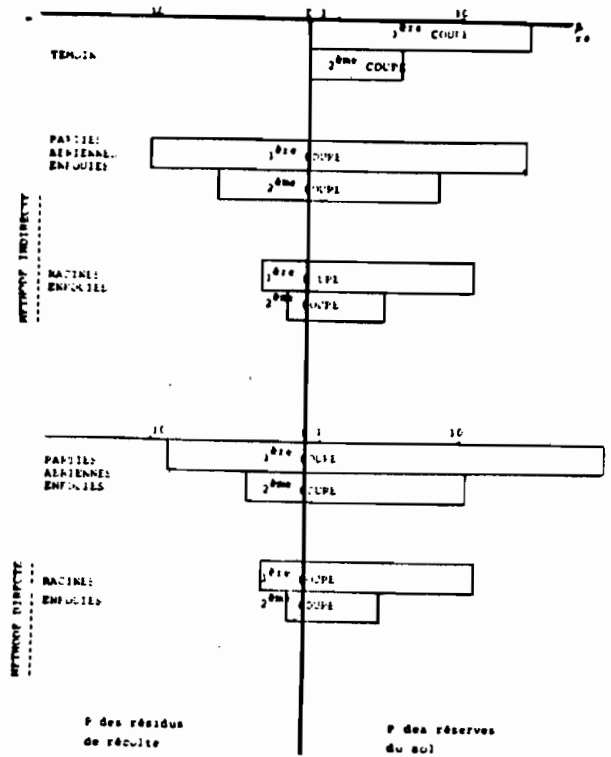 10 0 1 10
1ère COUPE
TEMOIN
2ème COUPE
PARTIES
AERIENNES
ENFOUIES
1ère COUPE
2ème COUPE
METHODE INDIRECTE
RACINES
ENFOUIES
1ère COUPE
2ème COUPE
10 1 10
PARTIES
AERIENNES
ENFOUIES
1ère COUPE
2ème COUPE
METHODE DIRECTE
RACINES
ENFOUIES
1ère COUPE
2ème COUPE
P des résidus
de récolte
P des réserves
du sol